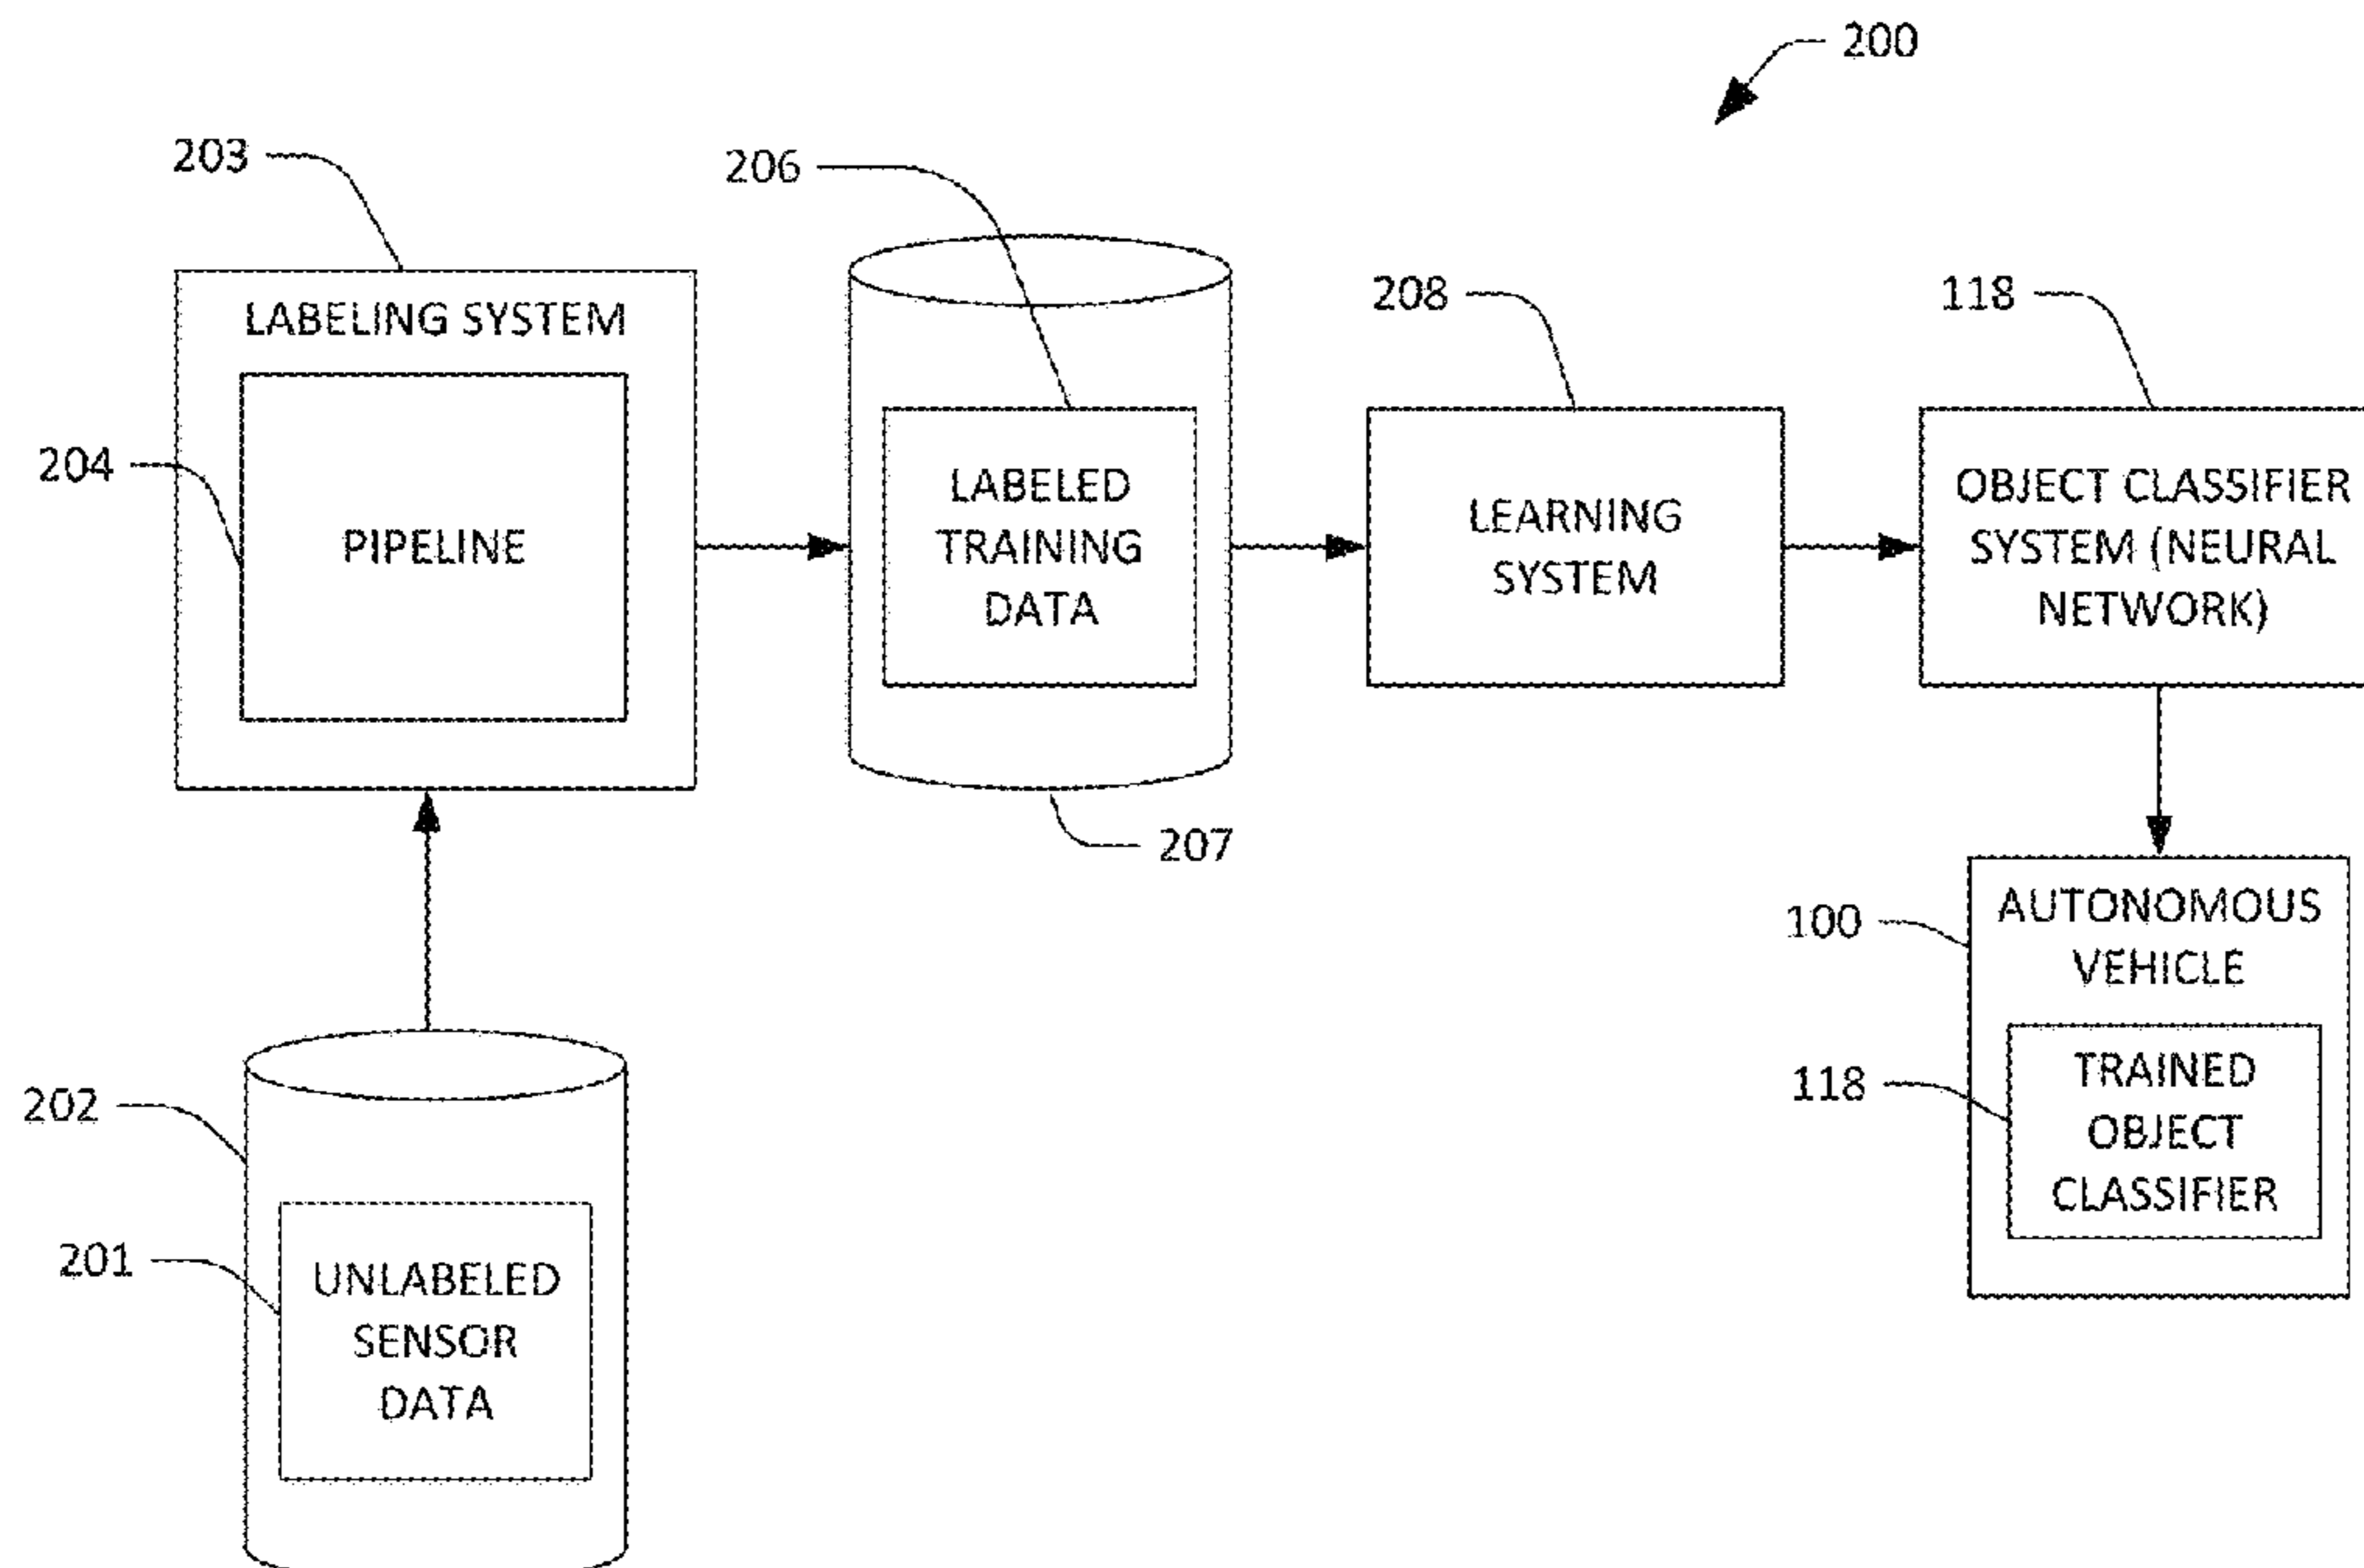 200
203
206
LABELING SYSTEM
208
118
204
PIPELINE
LABELED
TRAINING
DATA
LEARNING
SYSTEM
OBJECT CLASSIFIER
SYSTEM (NEURAL
NETWORK)
207
100
AUTONOMOUS
VEHICLE
118
TRAINED
OBJECT
CLASSIFIER
202
201
UNLABELED
SENSOR
DATA